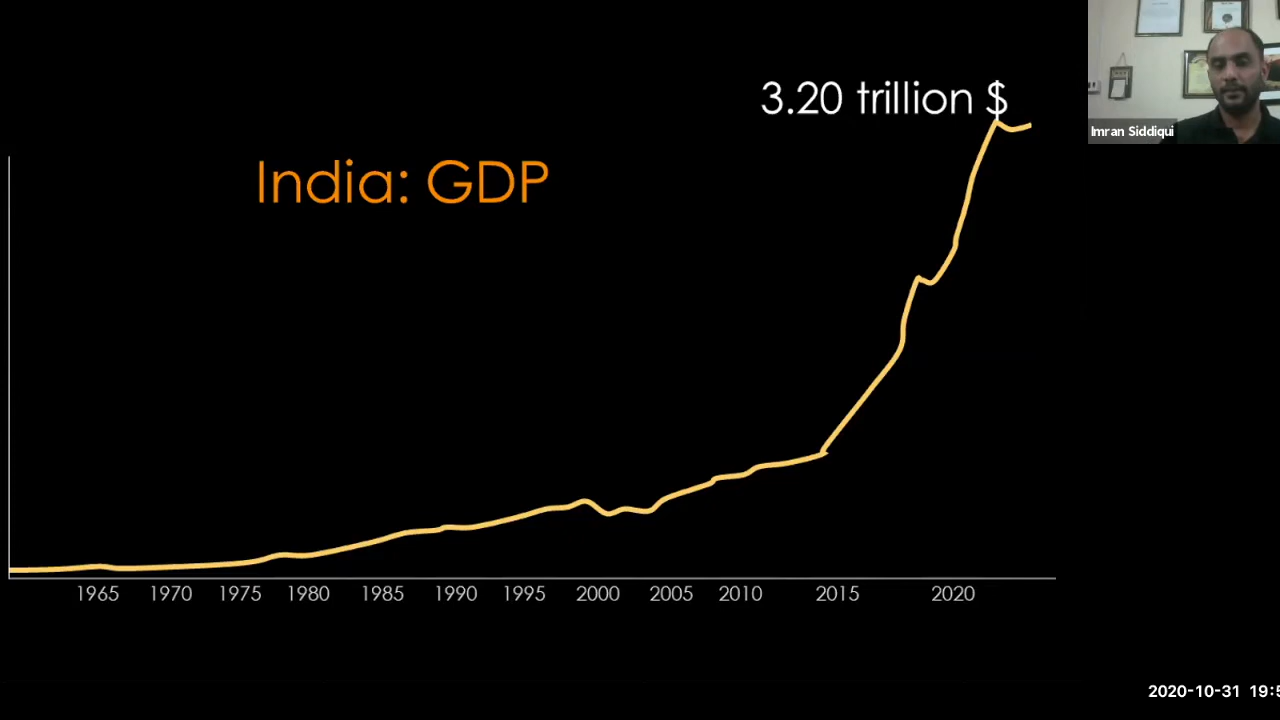 3.20 trillion $
India: GDP
Imran Siddiqui
1965 1970 1975 1980 1985 1990 1995 2000 2005 2010 2015 2020
2020-10-31 19:5